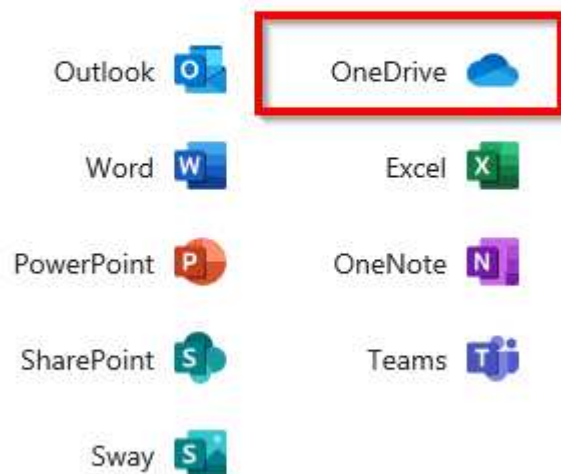 Outlook OneDrive
Word Excel
PowerPoint OneNote
SharePoint Teams
Sway